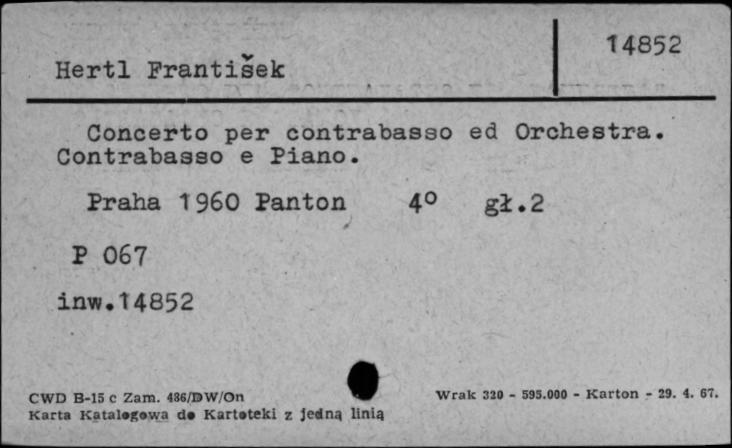 14852
Hertl František
Concerto per contrabasso ed Orchestra.
Contrabasso e Piano.
Praha 1960 Panton 4° gł.2
P 067
inw.14852
CWD B-15 c Zam. 486/DW/On Wrak 320 - 595.000 - Karton - 29. 4. 67.
Karta Katalogowa do Kartoteki z jedną linią